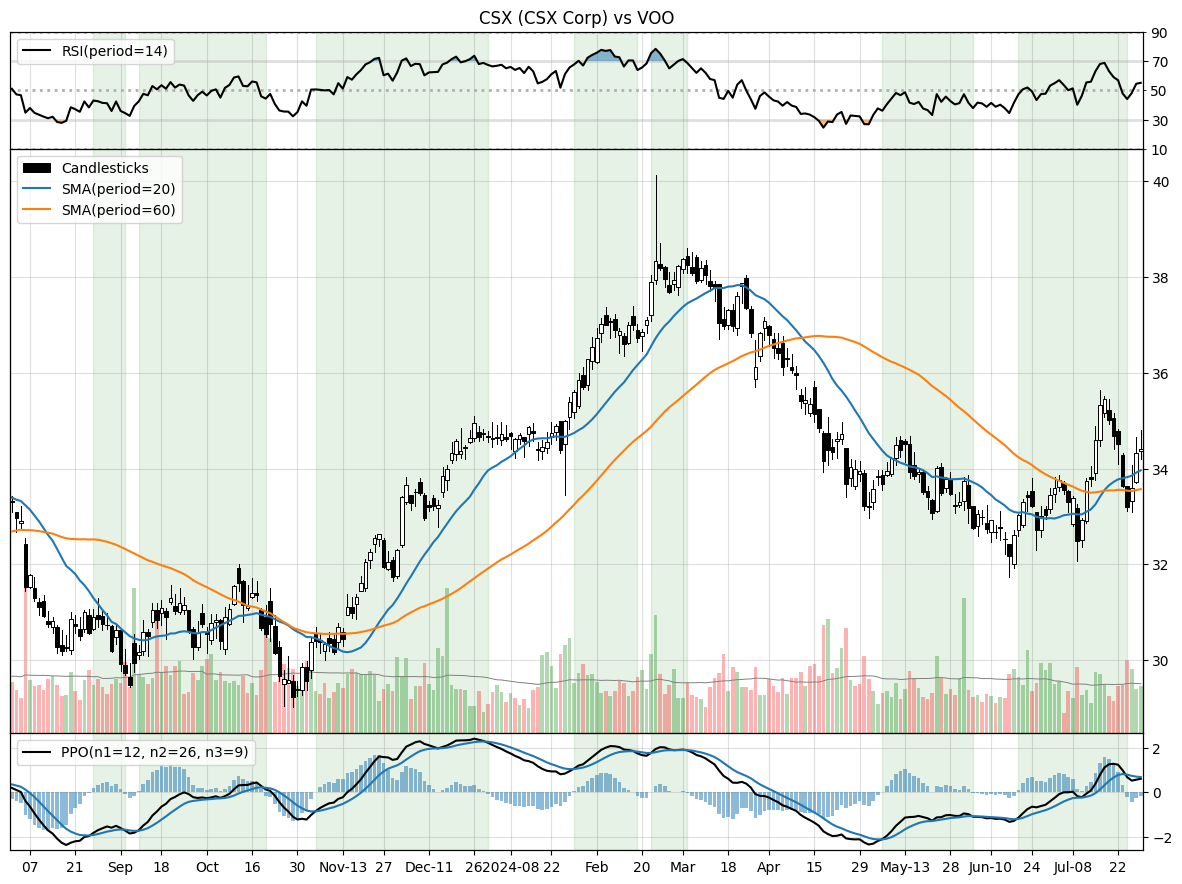 CSX (CSX Corp) vs VOO
RSI(period=14)
90
70
50
30
10
Candlesticks
SMA(period=20)
SMA(period=60)
40
38
36
34
32
30
PPO(n1=12, n2=26, n3=9)
2
0
−2
07 21 Sep 18 Oct 16 30 Nov-13 27 Dec-11 26 2024-08 22 Feb 20 Mar 18 Apr 15 29 May-13 28 Jun-10 24 Jul-08 22